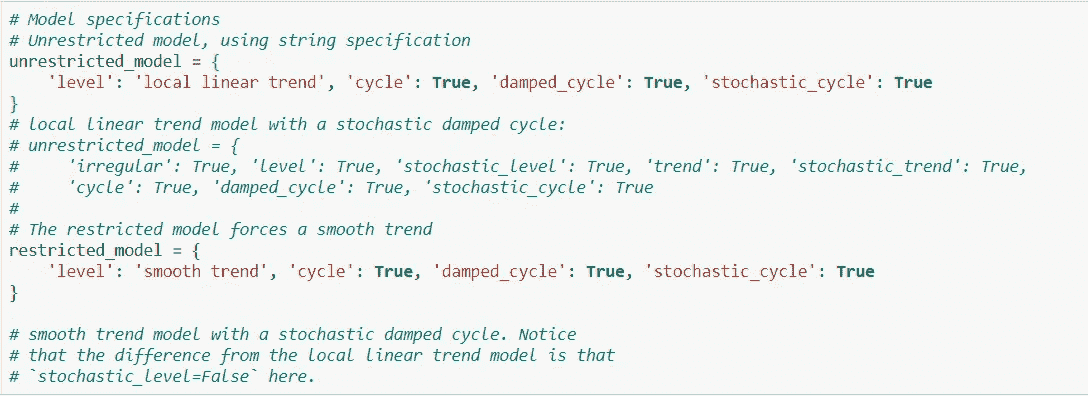 # Model specifications
# Unrestricted model, using string specification
unrestricted_model = {
    'level': 'local linear trend', 'cycle': True, 'damped_cycle': True, 'stochastic_cycle': True
}
# local linear trend model with a stochastic damped cycle:
# unrestricted_model = {
#     'irregular': True, 'level': True, 'stochastic_level': True, 'trend': True, 'stochastic_trend': True,
#     'cycle': True, 'damped_cycle': True, 'stochastic_cycle': True
#
# The restricted model forces a smooth trend
restricted_model = {
    'level': 'smooth trend', 'cycle': True, 'damped_cycle': True, 'stochastic_cycle': True
}
# smooth trend model with a stochastic damped cycle. Notice
# that the difference from the local linear trend model is that
# `stochastic_level=False` here.